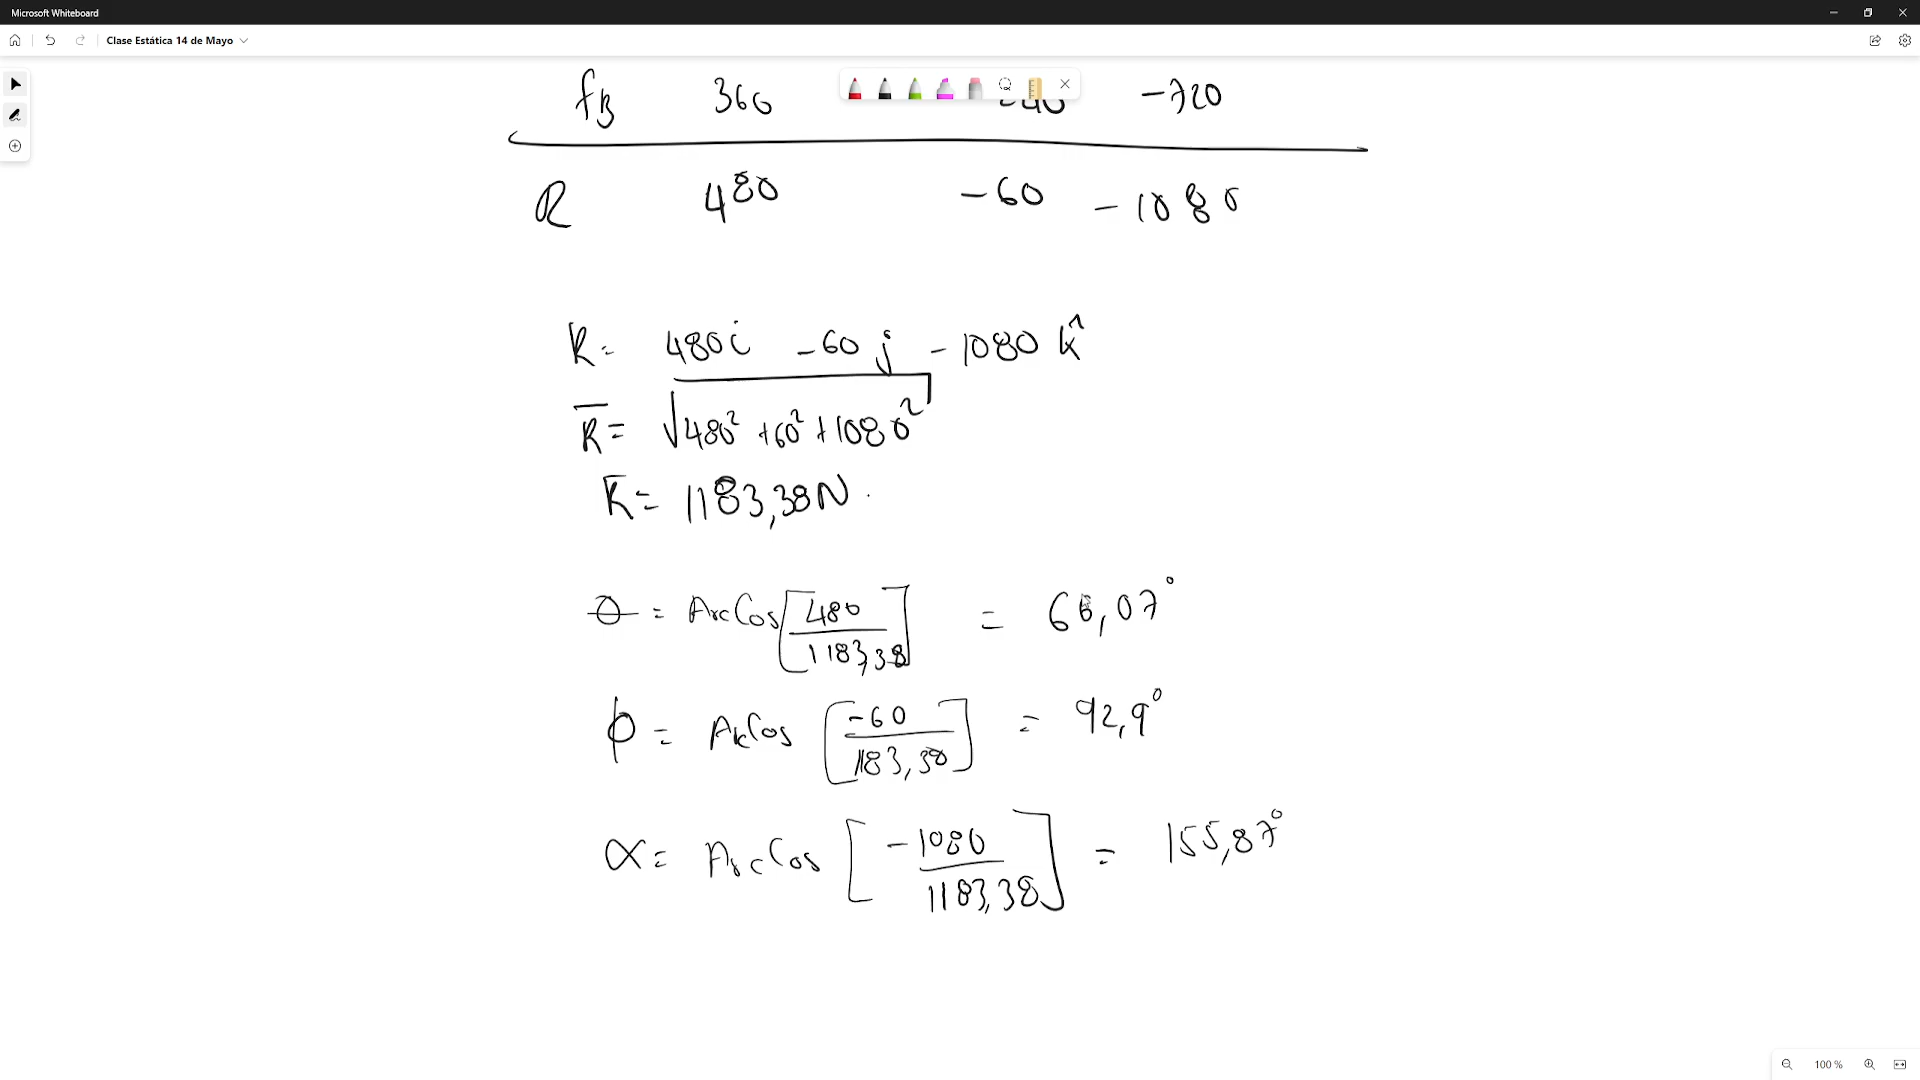 Microsoft Whiteboard
Clase Estática 14 de Mayo
fB 360 -720
R 480 -60 -1080
R= 480i -60j -1080 k̂
R̅= √480² +60² +1080²
R̅= 1183,38N.
θ = ArcCos [480/1183,38] = 66,07°
ϕ = ArcCos [-60/1183,38] = 92,9°
α= ArcCos [-1080/1183,38] = 155,87°
100 %